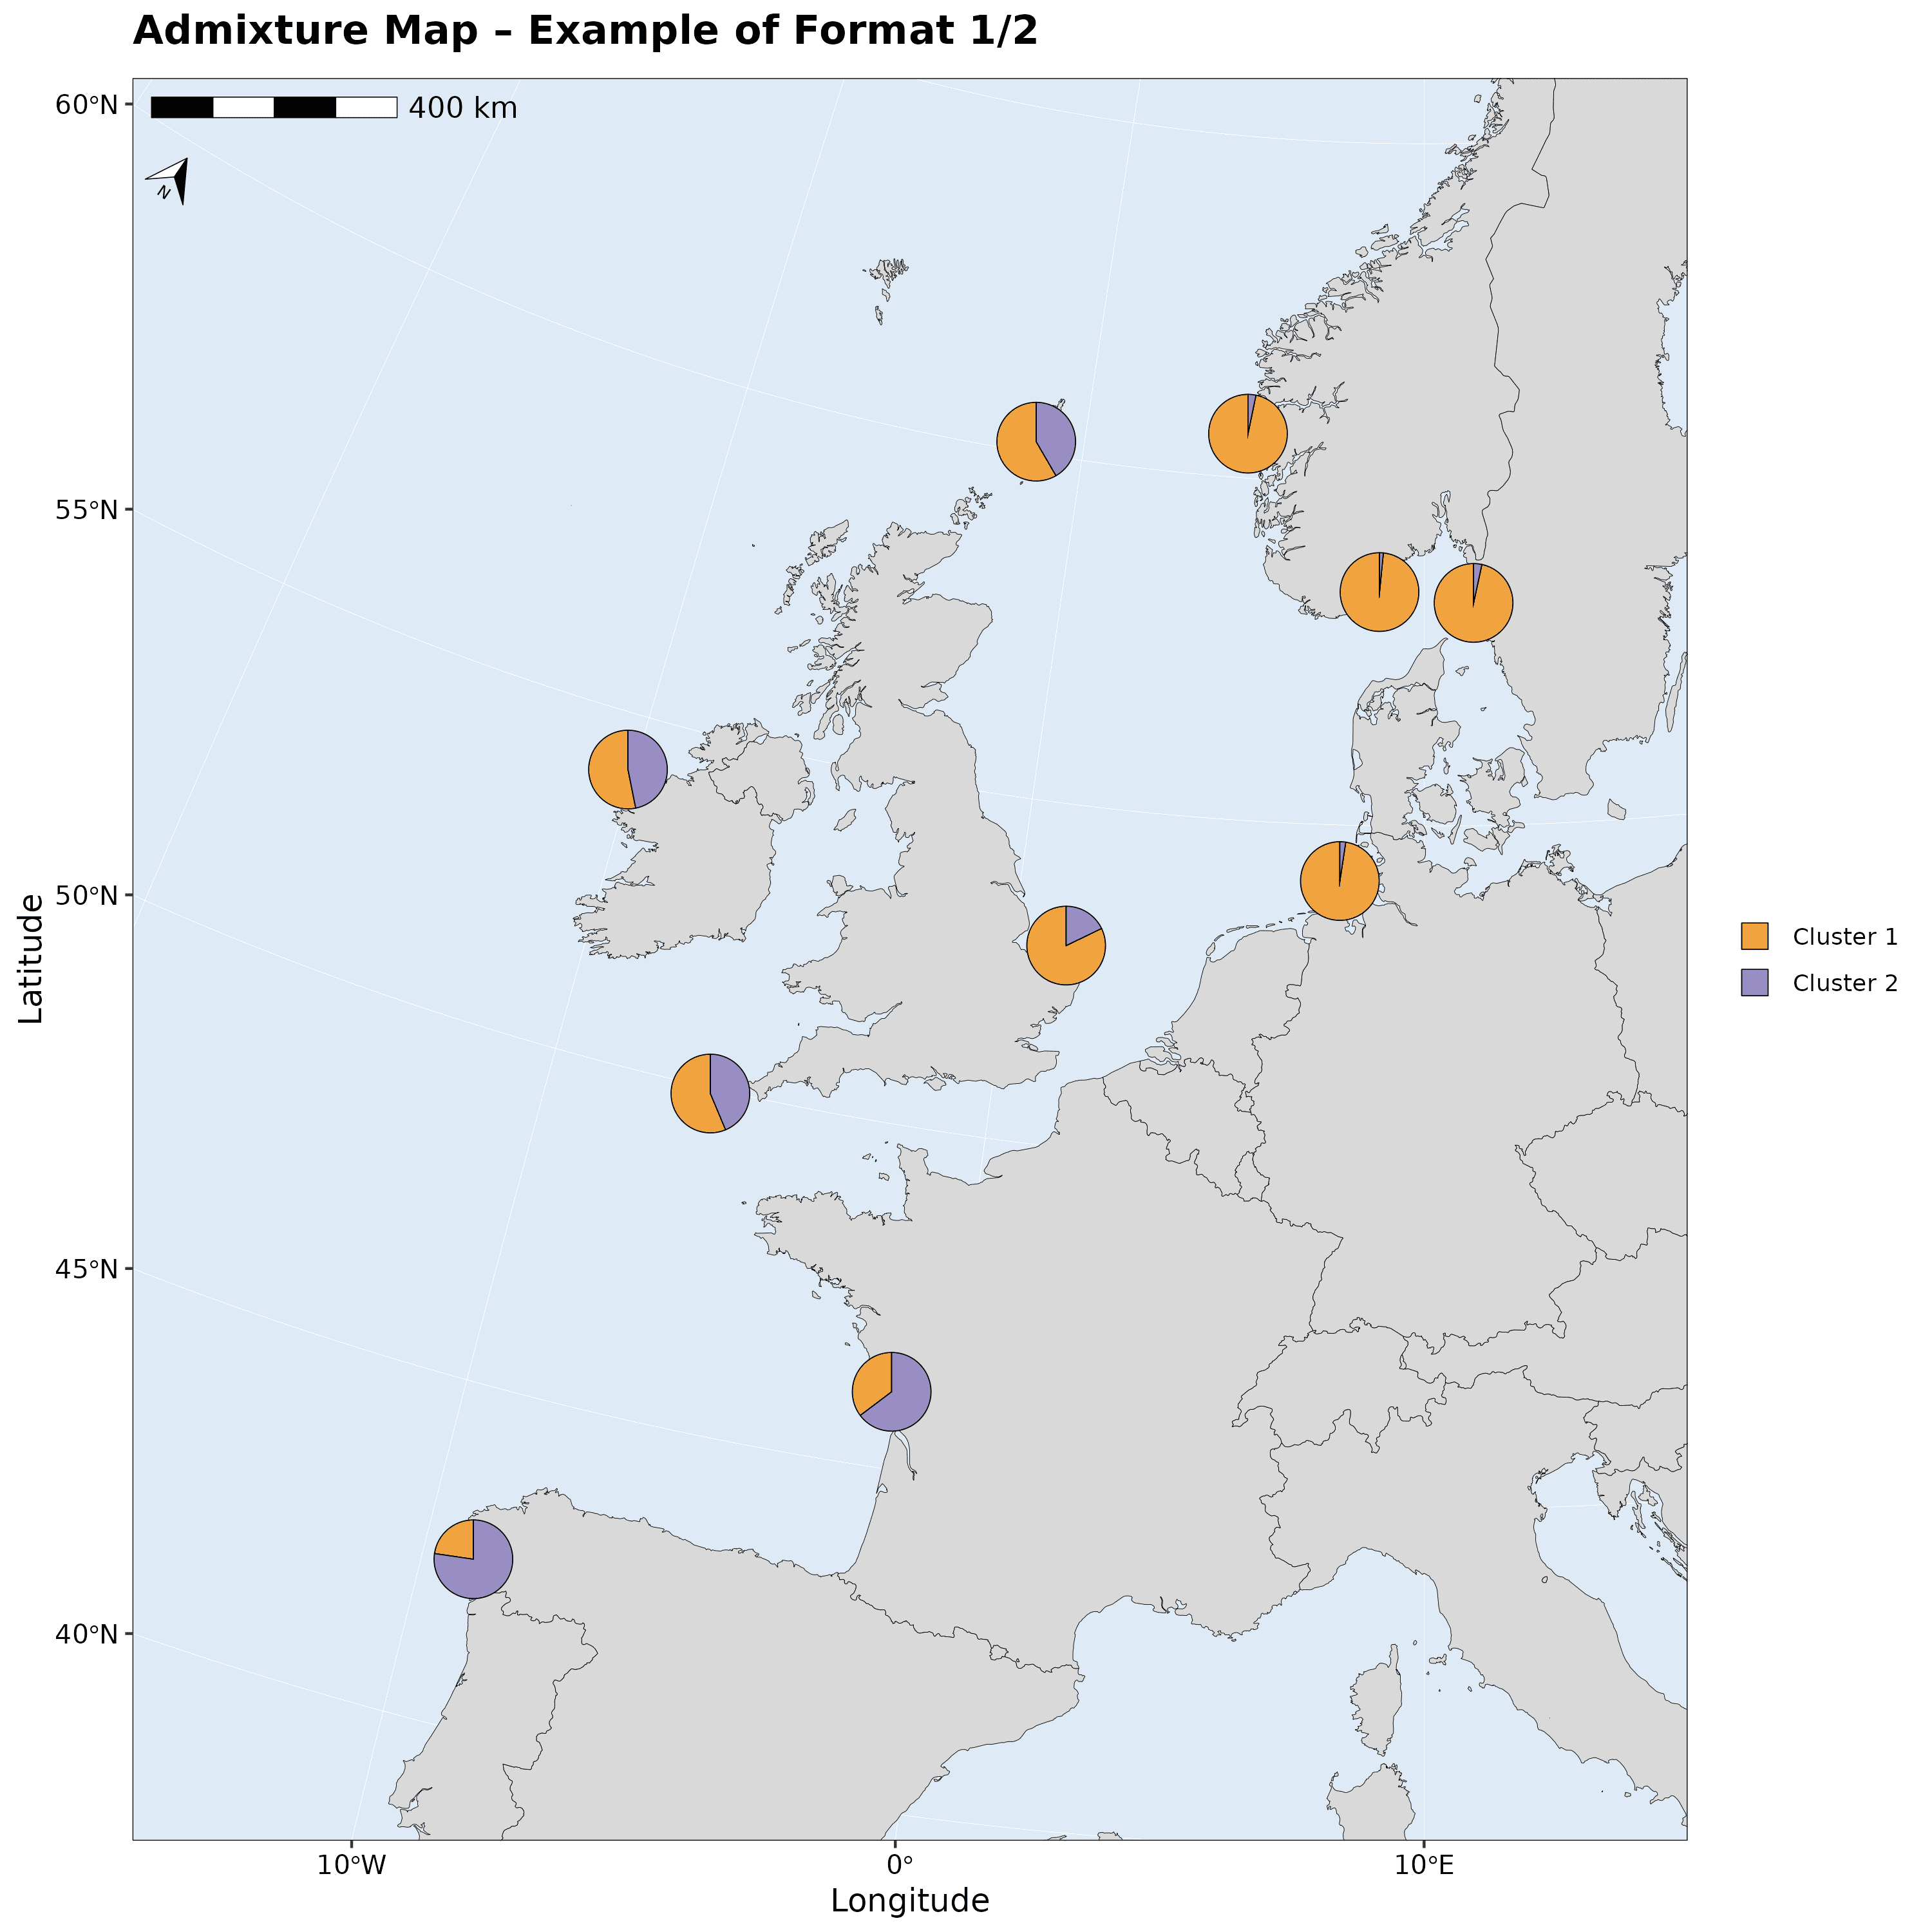 Admixture Map – Example of Format 1/2
400 km
N
60°N
55°N
50°N
45°N
40°N
Latitude
10°W
0°
10°E
Longitude
Cluster 1
Cluster 2